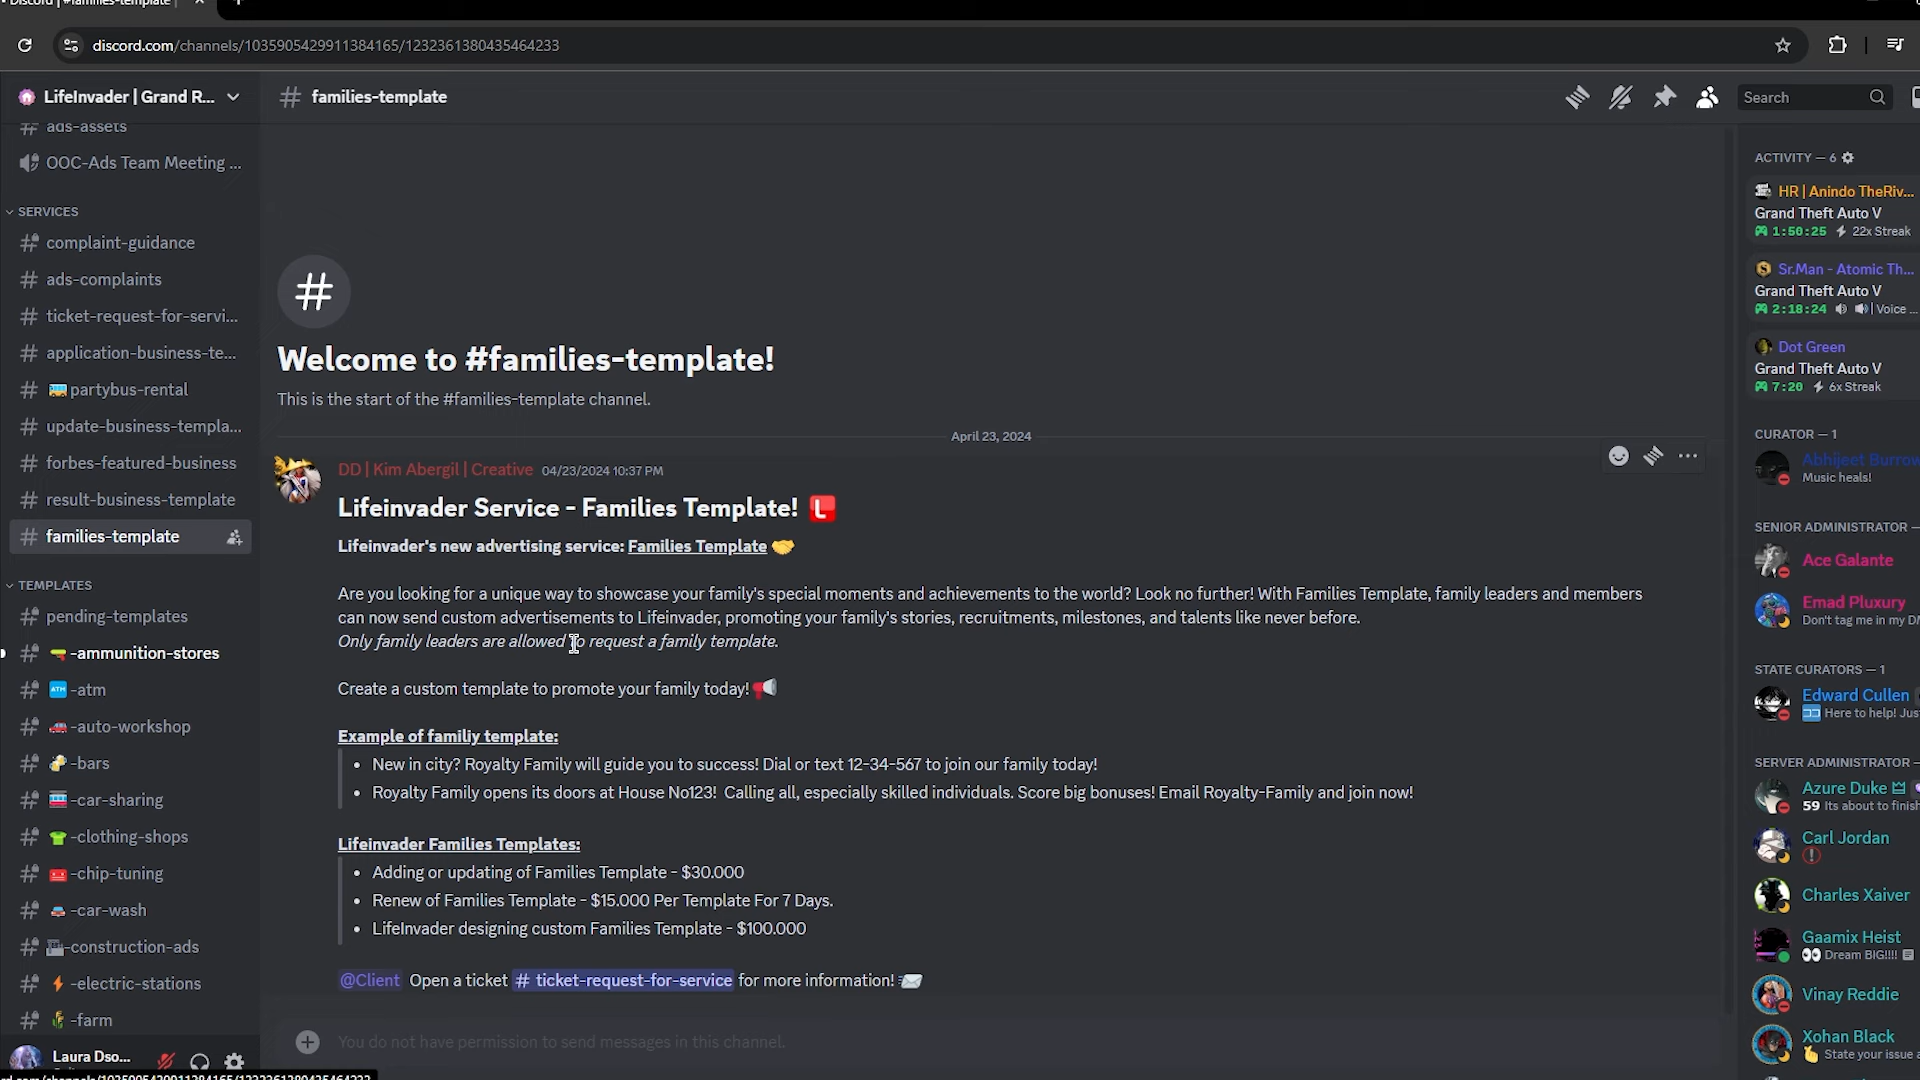 discord.com/channels/1035905429911384165/1232361380435464233
LifeInvader | Grand R...
ads-assets
OOC-Ads Team Meeting ...
SERVICES
complaint-guidance
ads-complaints
ticket-request-for-servi...
application-business-te...
partybus-rental
update-business-templa...
forbes-featured-business
result-business-template
families-template
TEMPLATES
pending-templates
-ammunition-stores
-atm
-auto-workshop
-bars
-car-sharing
-clothing-shops
-chip-tuning
-car-wash
-construction-ads
-electric-stations
-farm
Laura Dso...
# families-template
Search
Welcome to #families-template!
This is the start of the #families-template channel.
April 23, 2024
DD | Kim Abergil | Creative 04/23/2024 10:37 PM
Lifeinvader Service - Families Template!
Lifeinvader's new advertising service: Families Template
Are you looking for a unique way to showcase your family's special moments and achievements to the world? Look no further! With Families Template, family leaders and members
can now send custom advertisements to Lifeinvader, promoting your family's stories, recruitments, milestones, and talents like never before.
Only family leaders are allowed to request a family template.
Create a custom template to promote your family today!
Example of familiy template:
• New in city? Royalty Family will guide you to success! Dial or text 12-34-567 to join our family today!
• Royalty Family opens its doors at House No123! Calling all, especially skilled individuals. Score big bonuses! Email Royalty-Family and join now!
Lifeinvader Families Templates:
• Adding or updating of Families Template - $30.000
• Renew of Families Template - $15.000 Per Template For 7 Days.
• LifeInvader designing custom Families Template - $100.000
@Client Open a ticket # ticket-request-for-service for more information!
You do not have permission to send messages in this channel.
ACTIVITY — 6
HR | Anindo TheRiv...
Grand Theft Auto V
1:50:25 22x Streak
Sr.Man - Atomic Th...
Grand Theft Auto V
2:18:24 Voice ...
Dot Green
Grand Theft Auto V
7:20 6x Streak
CURATOR — 1
Abhijeet Burrow
Music heals!
SENIOR ADMINISTRATOR —
Ace Galante
Emad Pluxury
Don't tag me in my
STATE CURATORS — 1
Edward Cullen
Here to help! Jus
SERVER ADMINISTRATOR —
Azure Duke
59 Its about to finish
Carl Jordan
Charles Xaiver
Gaamix Heist
Dream BIG!!!!
Vinay Reddie
Xohan Black
State your issue a